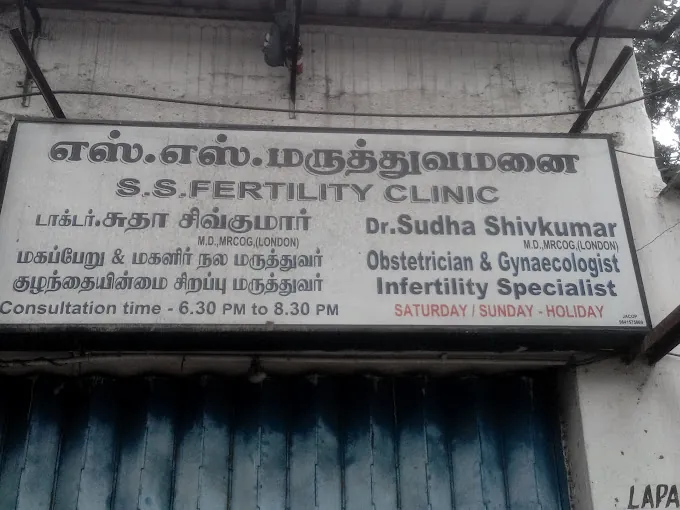 எஸ்.எஸ்.மருத்துவமனை
S.S.FERTILITY CLINIC
டாக்டர்.சுதா சிவ்குமார்
M.D.,MRCOG,(LONDON)
மகப்பேறு & மகளிர் நல மருத்துவர்
குழந்தையின்மை சிறப்பு மருத்துவர்
Consultation time - 6.30 PM to 8.30 PM
Dr.Sudha Shivkumar
M.D.,MRCOG,(LONDON)
Obstetrician & Gynaecologist
Infertility Specialist
SATURDAY / SUNDAY - HOLIDAY
LAPA